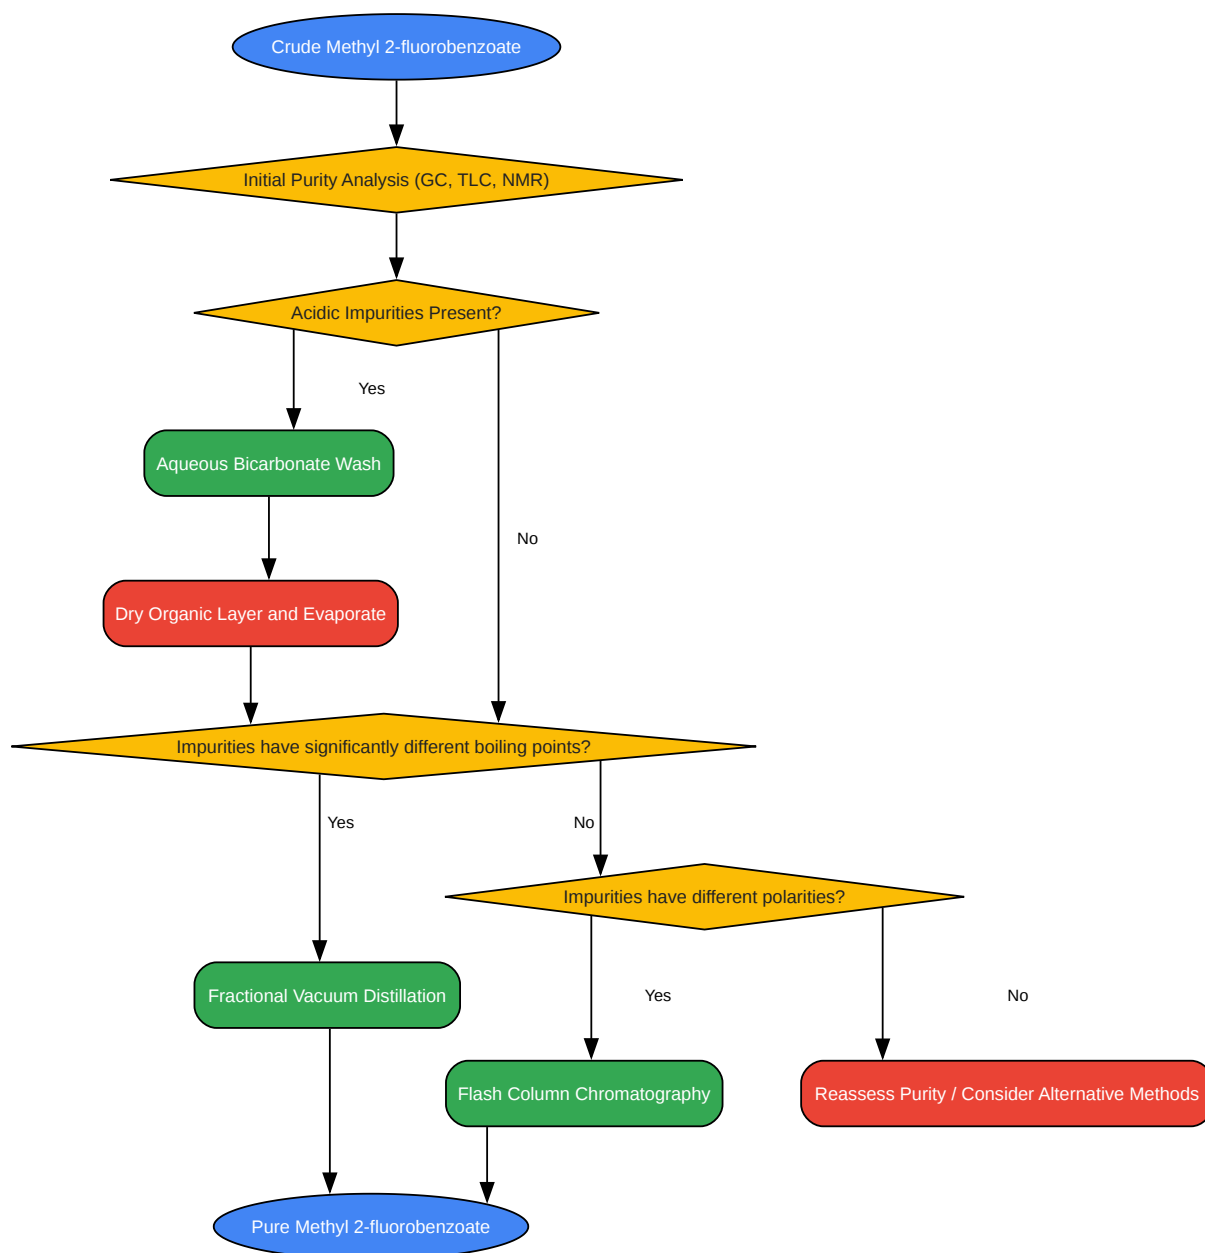 Crude Methyl 2-fluorobenzoate
Initial Purity Analysis (GC, TLC, NMR)
Acidic Impurities Present?
Yes
Aqueous Bicarbonate Wash
No
Dry Organic Layer and Evaporate
Impurities have significantly different boiling points?
Yes
No
Impurities have different polarities?
Fractional Vacuum Distillation
Yes
No
Flash Column Chromatography
Reassess Purity / Consider Alternative Methods
Pure Methyl 2-fluorobenzoate